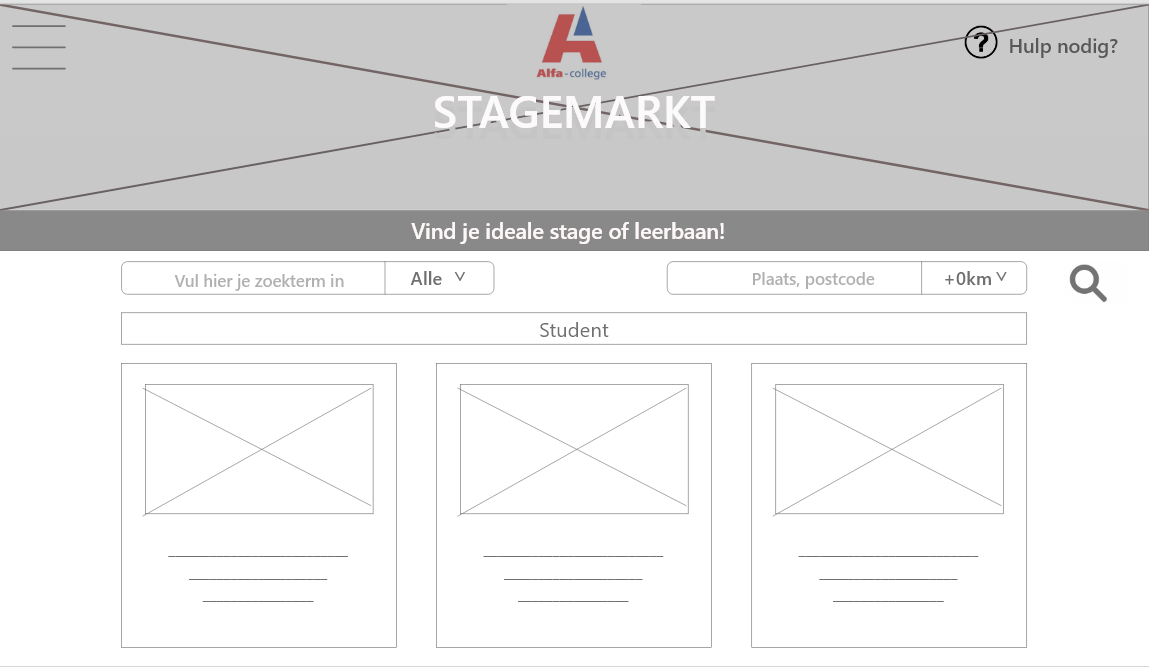 Alfa-college
Hulp nodig?
STAGEMARKT
Vind je ideale stage of leerbaan!
Vul hier je zoekterm in
Alle
Plaats, postcode
+0km
Student